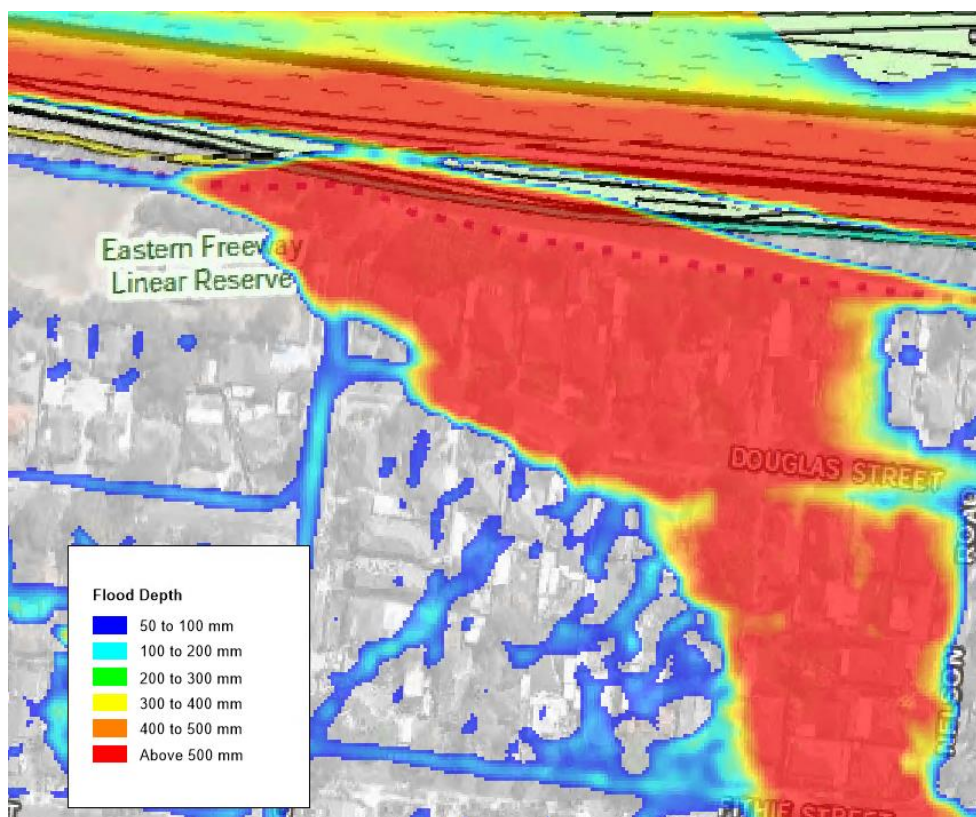 Eastern Freeway
Linear Reserve
DOUGLAS STREET
Flood Depth
50 to 100 mm
100 to 200 mm
200 to 300 mm
300 to 400 mm
400 to 500 mm
Above 500 mm
STREET